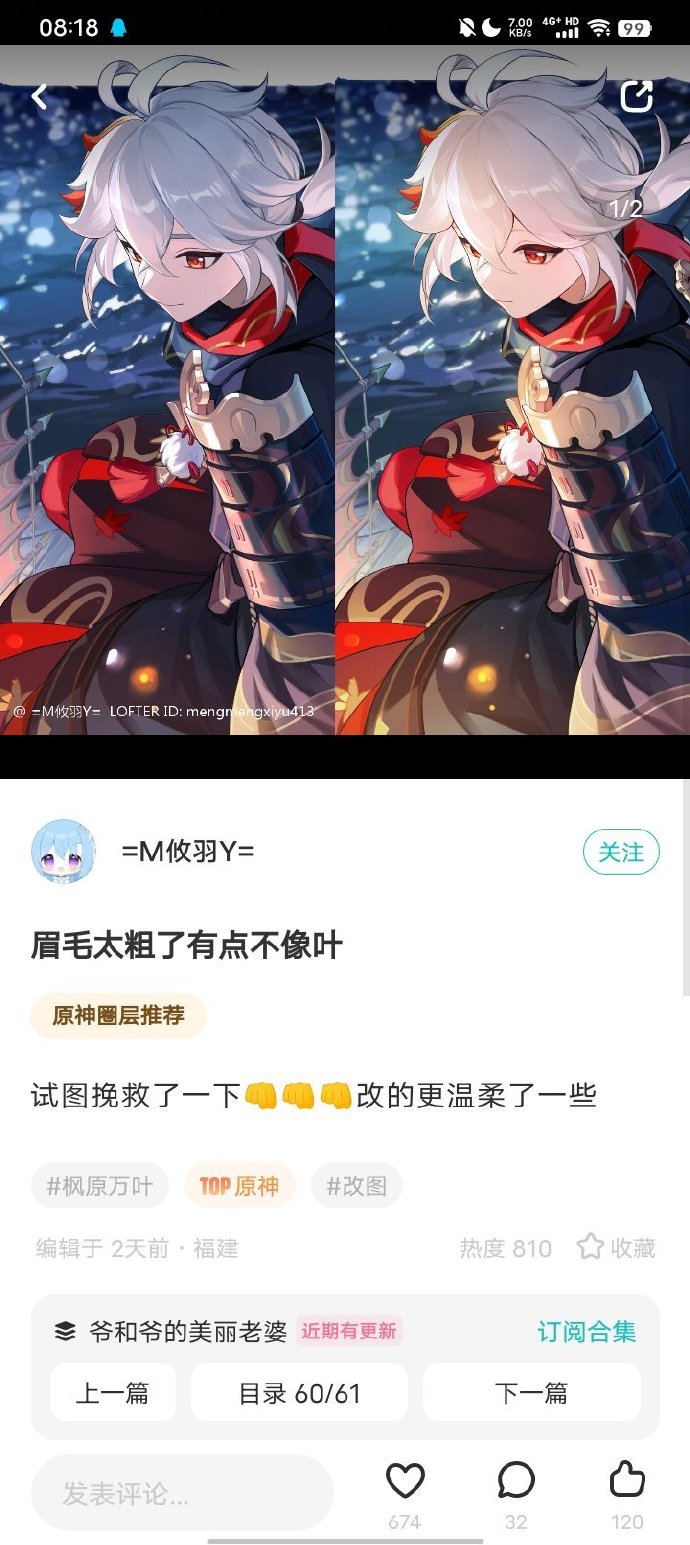 08:18
7.00 KB/s
4G+ HD
99
1/2
@ =M攸羽Y= LOFTER ID: mengmengxiyu413
=M攸羽Y=
关注
眉毛太粗了有点不像叶
原神圈层推荐
试图挽救了一下👊👊👊改的更温柔了一些
#枫原万叶 TOP原神 #改图
编辑于 2天前 · 福建 热度 810 收藏
爷和爷的美丽老婆 近期有更新 订阅合集
上一篇 目录 60/61 下一篇
发表评论...
674 32 120